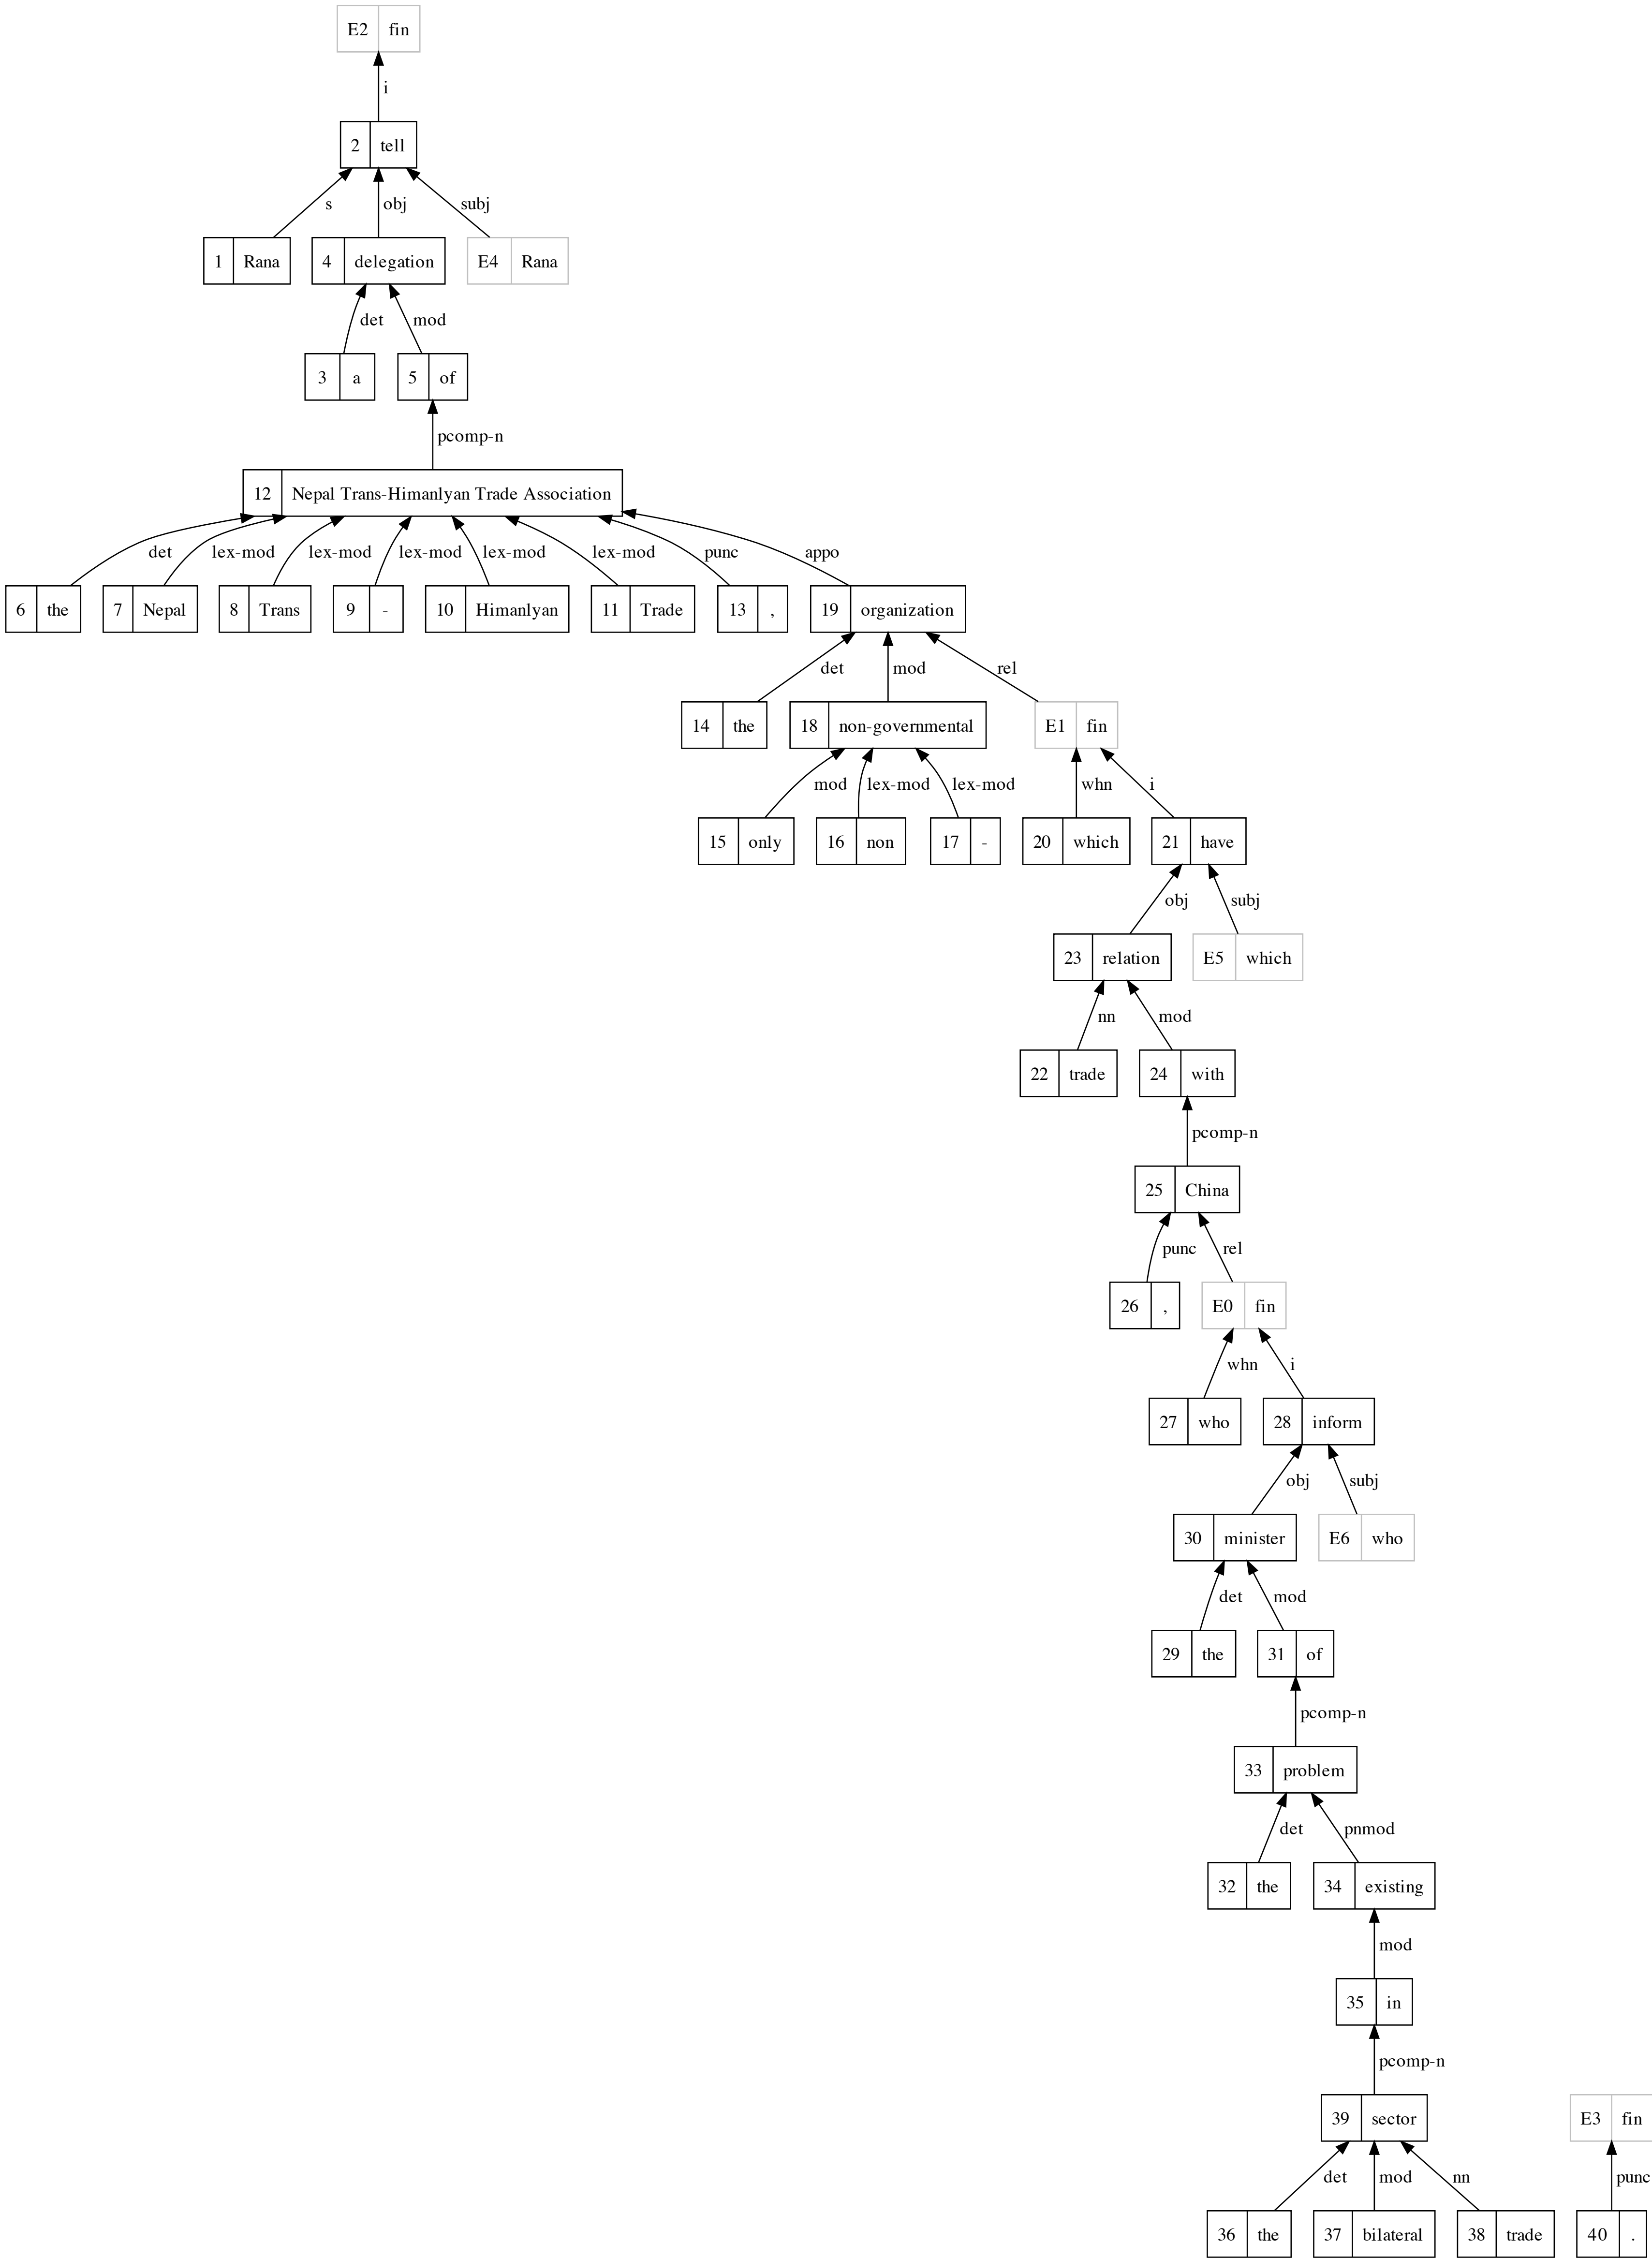 E2 fin
i
2 tell
s obj subj
1 Rana 4 delegation E4 Rana
det mod
3 a 5 of
pcomp-n
12 Nepal Trans-Himanlyan Trade Association
det lex-mod lex-mod lex-mod lex-mod lex-mod punc appo
6 the 7 Nepal 8 Trans 9 - 10 Himanlyan 11 Trade 13 , 19 organization
det mod rel
14 the 18 non-governmental E1 fin
mod lex-mod lex-mod whn i
15 only 16 non 17 - 20 which 21 have
obj subj
23 relation E5 which
nn mod
22 trade 24 with
pcomp-n
25 China
punc rel
26 , E0 fin
whn i
27 who 28 inform
obj subj
30 minister E6 who
det mod
29 the 31 of
pcomp-n
33 problem
det pnmod
32 the 34 existing
mod
35 in
pcomp-n
39 sector E3 fin
det mod nn punc
36 the 37 bilateral 38 trade 40 .